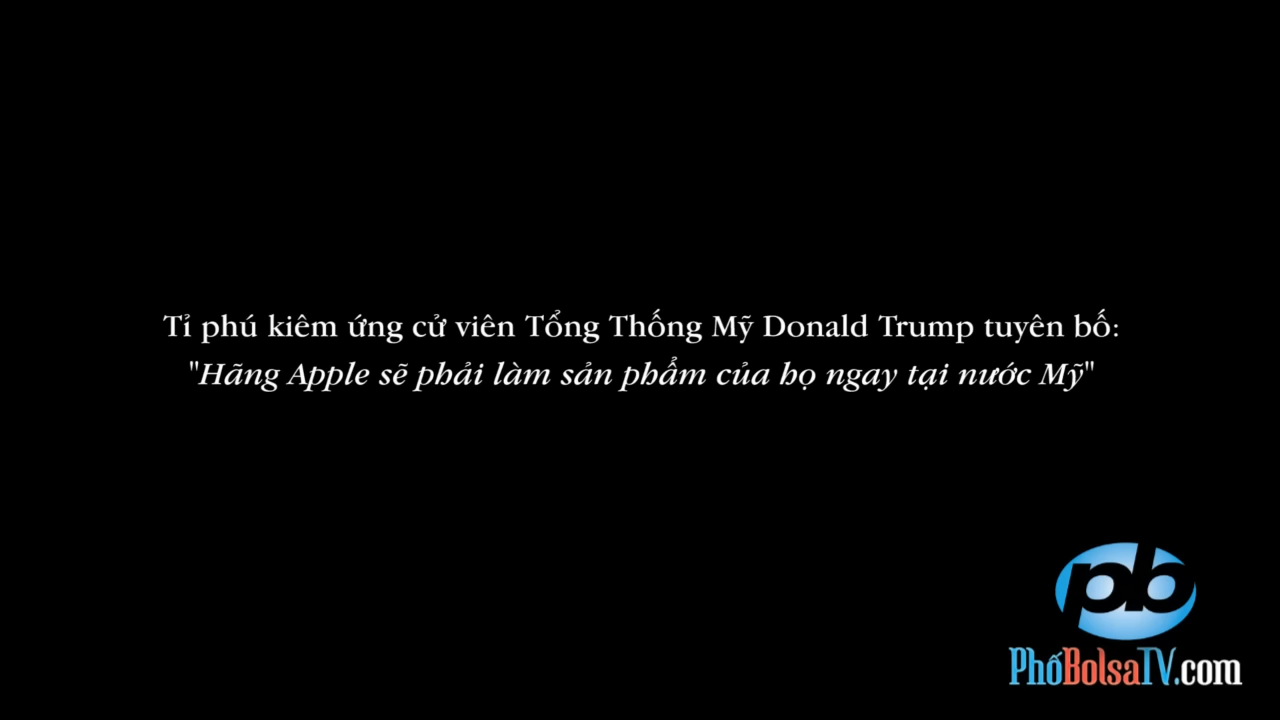 Tỉ phú kiêm ứng cử viên Tổng Thống Mỹ Donald Trump tuyên bố:
"Hãng Apple sẽ phải làm sản phẩm của họ ngay tại nước Mỹ"
pb
PhốBolsaTV.com